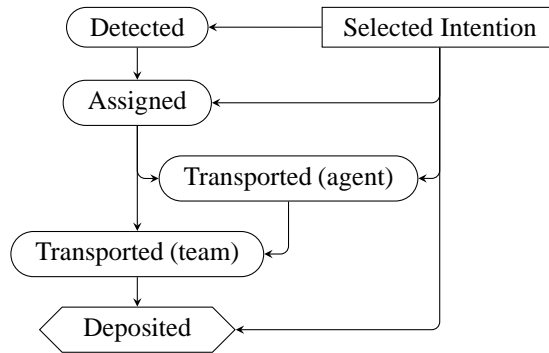 Detected
Selected Intention
Assigned
Transported (agent)
Transported (team)
Deposited